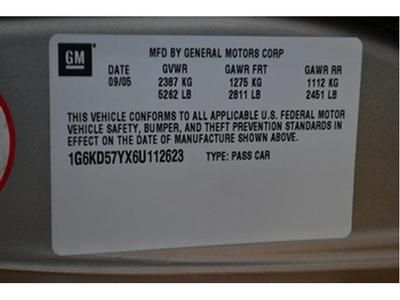 GM
MFD BY GENERAL MOTORS CORP
DATE GVWR GAWR FRT GAWR RR
09/05 2387 KG 1275 KG 1112 KG
5262 LB 2811 LB 2451 LB
THIS VEHICLE CONFORMS TO ALL APPLICABLE U.S. FEDERAL MOTOR
VEHICLE SAFETY, BUMPER, AND THEFT PREVENTION STANDARDS IN
EFFECT ON THE DATE OF MANUFACTURE SHOWN ABOVE.
1G6KD57YX6U112623 TYPE: PASS CAR